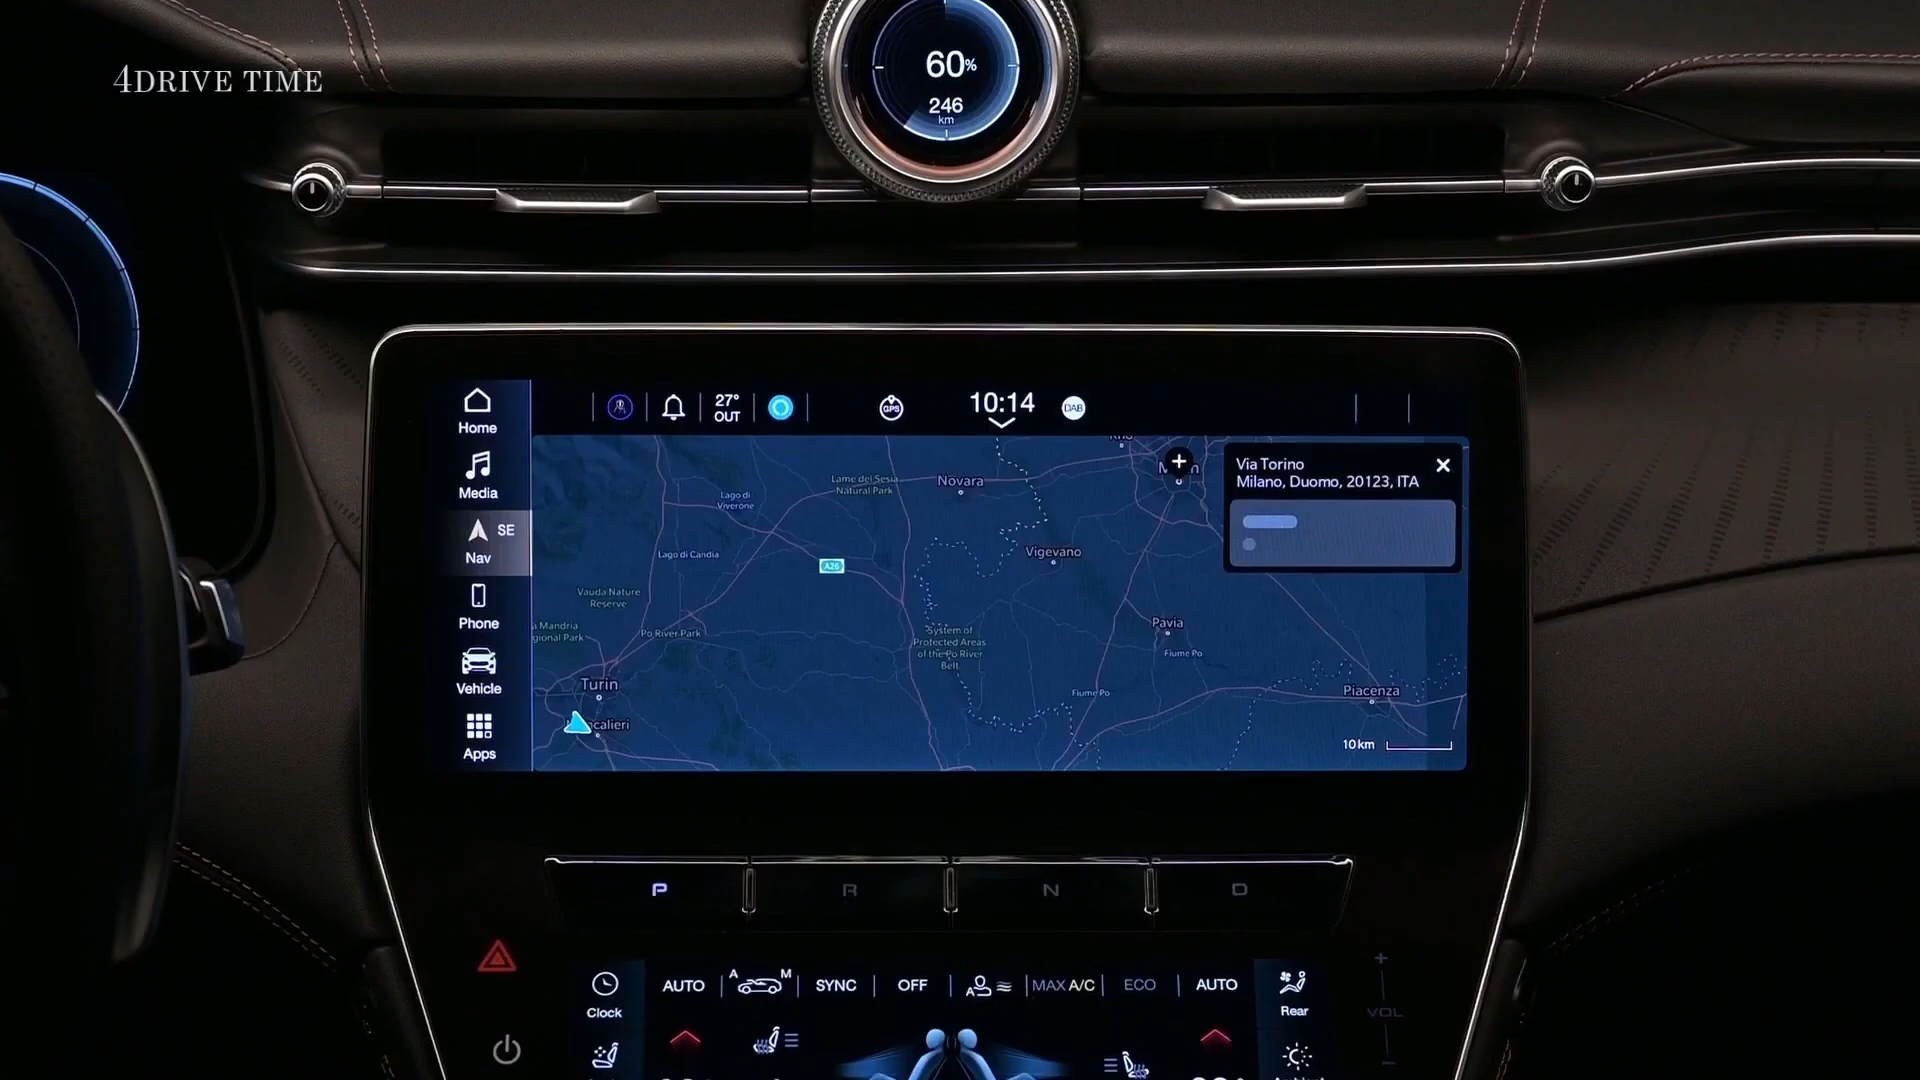 60%
246
km
4DRIVE TIME
Home
Media
SE
Nav
Phone
Vehicle
Apps
27°
OUT
GPS
10:14
DAB
Via Torino
Milano, Duomo, 20123, ITA
Lame del Sesia
Natural Park
Novara
Lago di
Viverone
Lago di Candia
A26
Vigevano
Vauda Nature
Reserve
Po River Park
System of
Protected Areas
of the Po River
Belt
Pavia
Fiume Po
Fiume Po
Turin
Piacenza
10 km
P R N D
Clock
AUTO
A M
SYNC
OFF
A
MAX A/C
ECO
AUTO
Rear
+
VOL